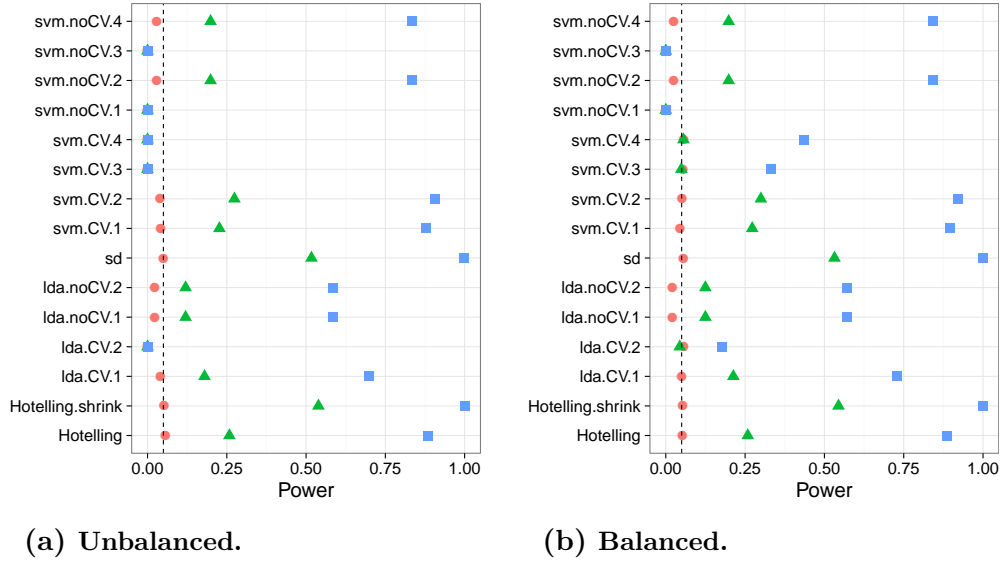 svm.noCV.4
svm.noCV.3
svm.noCV.2
svm.noCV.1
svm.CV.4
svm.CV.3
svm.CV.2
svm.CV.1
sd
lda.noCV.2
lda.noCV.1
lda.CV.2
lda.CV.1
Hotelling.shrink
Hotelling
0.00 0.25 0.50 0.75 1.00
Power
(a) Unbalanced.
svm.noCV.4
svm.noCV.3
svm.noCV.2
svm.noCV.1
svm.CV.4
svm.CV.3
svm.CV.2
svm.CV.1
sd
lda.noCV.2
lda.noCV.1
lda.CV.2
lda.CV.1
Hotelling.shrink
Hotelling
0.00 0.25 0.50 0.75 1.00
Power
(b) Balanced.